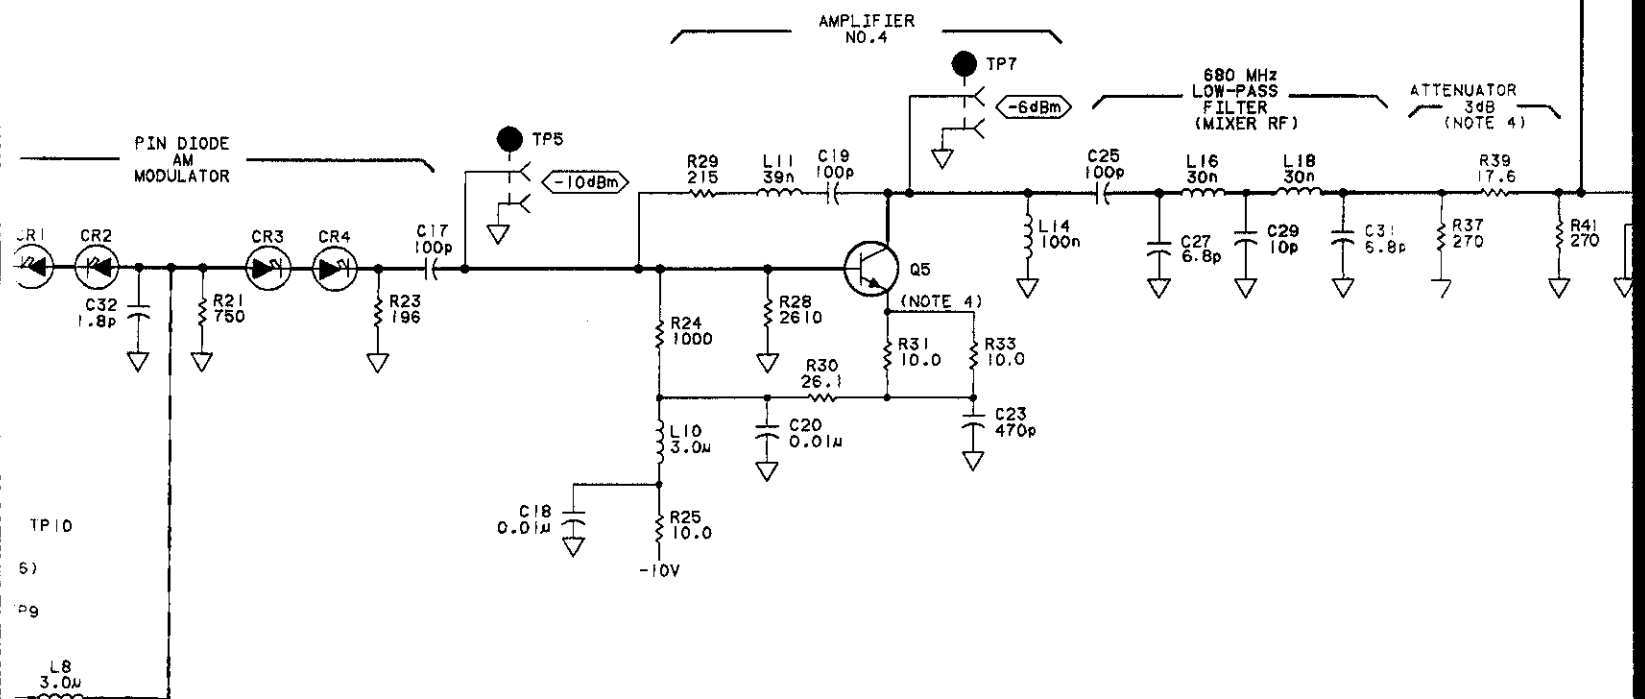 AMPLIFIER
NO.4
TP7
-6dBm
680 MHz
LOW-PASS
FILTER
(MIXER RF)
ATTENUATOR
3dB
(NOTE 4)
PIN DIODE
AM
MODULATOR
TP5
-10dBm
R29
215
L11
39n
C19
100p
C25
100p
L16
30n
L18
30n
R39
17.6
CR1
CR2
CR3
CR4
C17
100p
L14
100n
C27
6.8p
C29
10p
C31
6.8p
R37
270
R41
270
Q5
(NOTE 4)
C32
1.8p
R21
750
R23
196
R24
1000
R28
2610
R31
10.0
R33
10.0
R30
26.1
L10
3.0µ
C20
0.01µ
C23
470p
C18
0.01µ
R25
10.0
-10V
TP10
6)
P9
L8
3.0µ